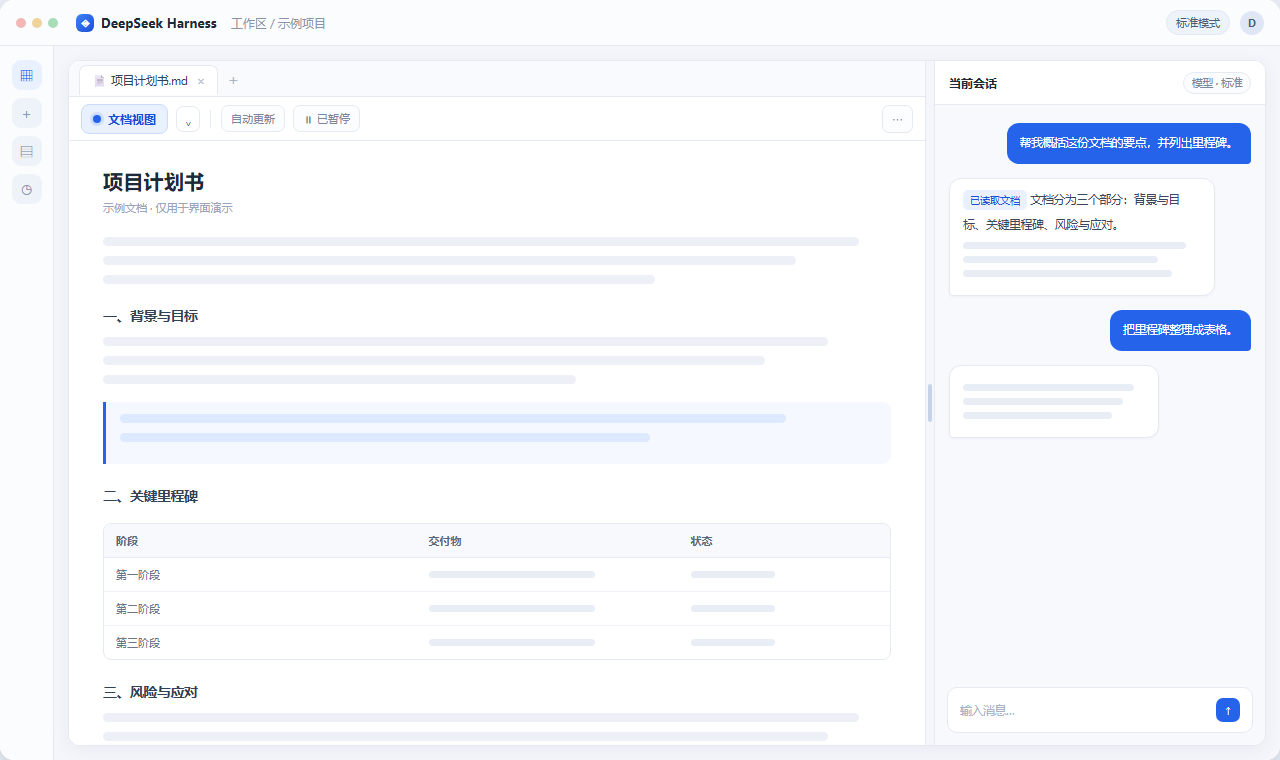 DeepSeek Harness 工作区 / 示例项目
标准模式
D
项目计划书.md × +
文档视图 自动更新 已暂停 ···
项目计划书
示例文档 · 仅用于界面演示
一、背景与目标
二、关键里程碑
阶段 交付物 状态
第一阶段
第二阶段
第三阶段
三、风险与应对
当前会话 模型 · 标准
帮我概括这份文档的要点，并列出里程碑。
已读取文档 文档分为三个部分：背景与目
标、关键里程碑、风险与应对。
把里程碑整理成表格。
输入消息...